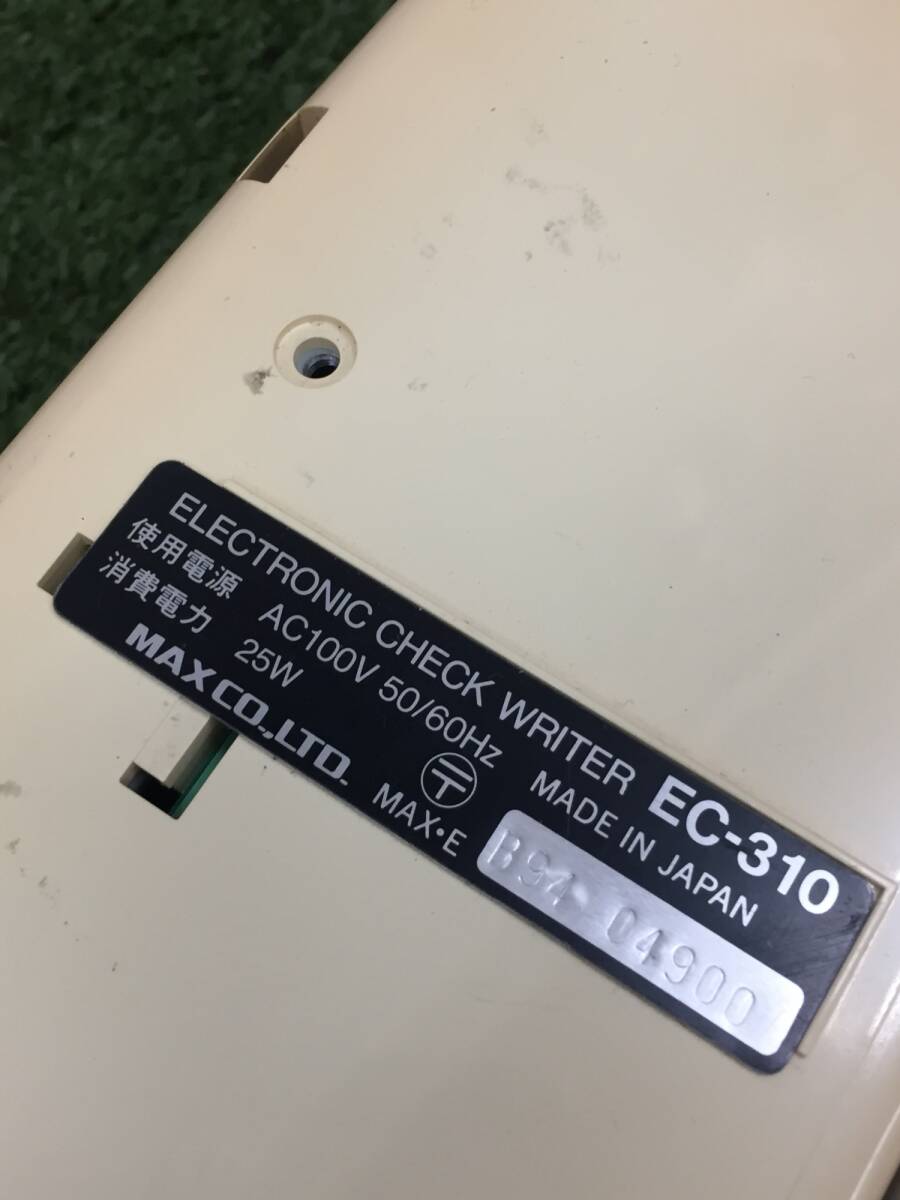 ELECTRONIC CHECK WRITER EC-310
使用電源 AC100V 50/60Hz MADE IN JAPAN
消費電力 25W
MAX CO.,LTD. MAX・E B94 04900